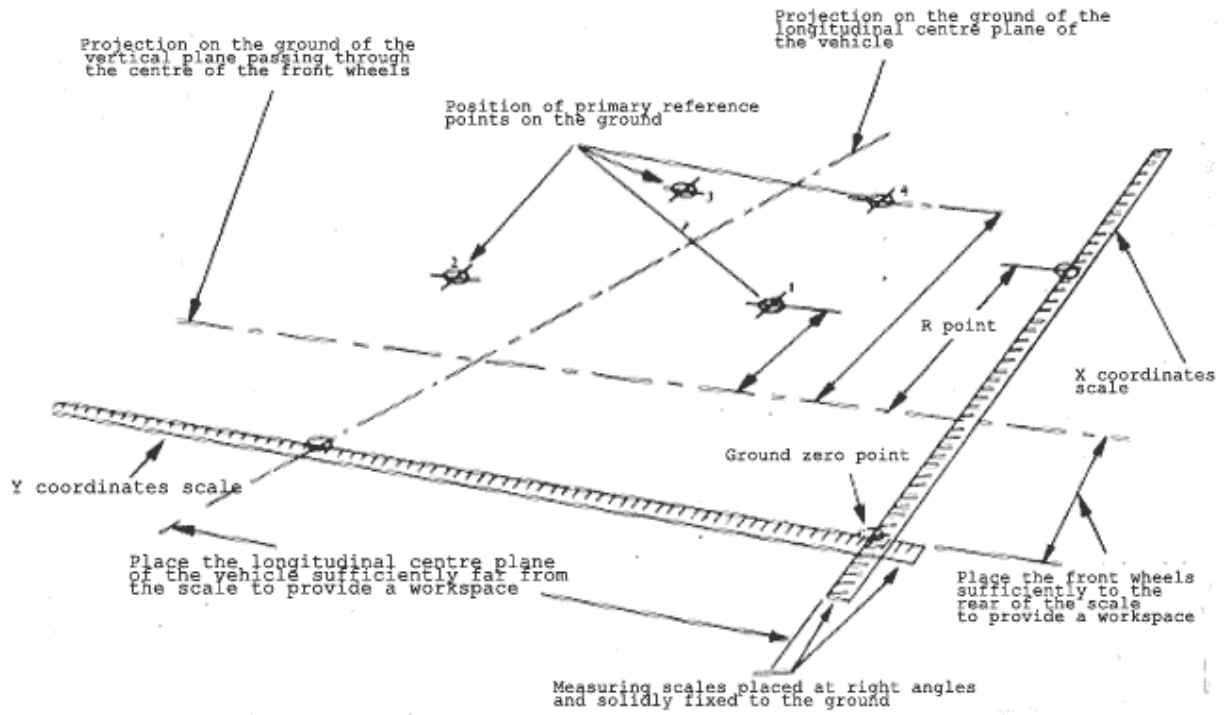 Projection on the ground of the
longitudinal centre plane of
the vehicle
Projection on the ground of the
vertical plane passing through
the centre of the front wheels
Position of primary reference
points on the ground
3
4
2
1
R point
X coordinates
scale
Ground zero point
Y coordinates scale
Place the longitudinal centre plane
of the vehicle sufficiently far from
the scale to provide a workspace
Place the front wheels
sufficiently to the
rear of the scale
to provide a workspace
Measuring scales placed at right angles
and solidly fixed to the ground